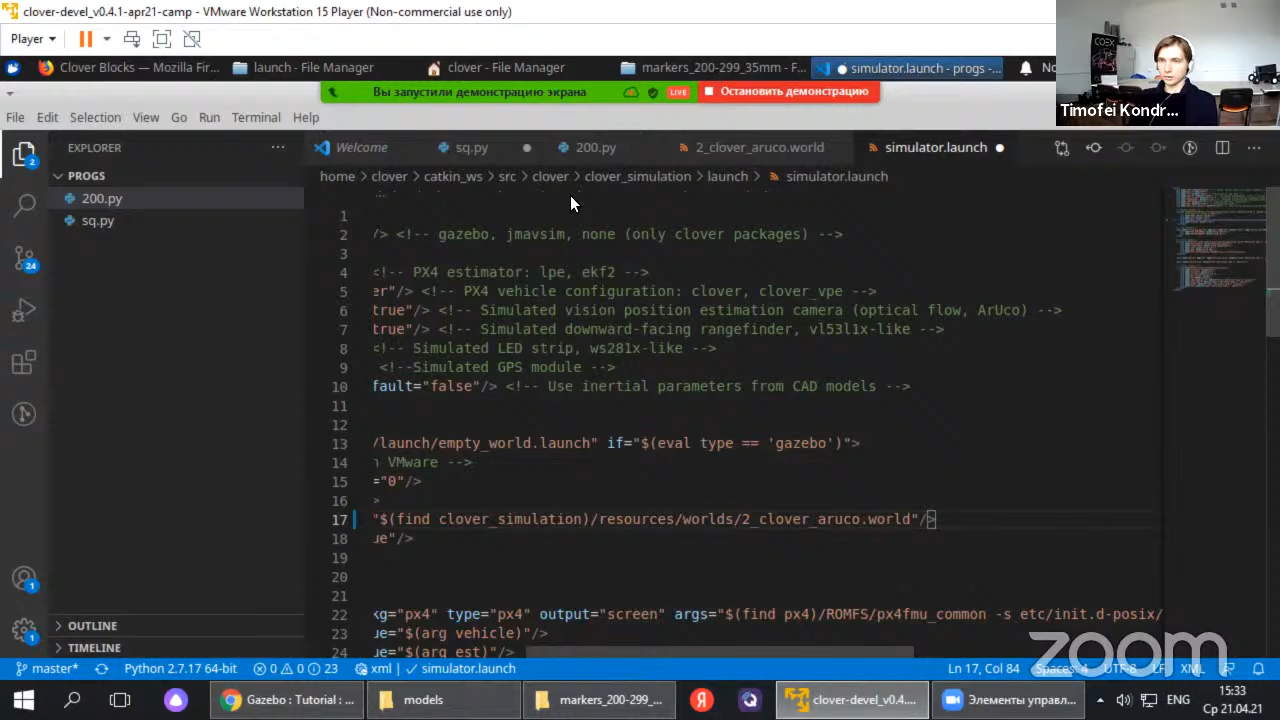 clover-devel_v0.4.1-apr21-camp - VMware Workstation 15 Player (Non-commercial use only)
COEX
Timofei Kondr...
Player
Clover Blocks — Mozilla Fir...
launch - File Manager
clover - File Manager
markers_200-299_35mm - F...
simulator.launch - progs -...
Вы запустили демонстрацию экрана
LIVE
Остановить демонстрацию
File Edit Selection View Go Run Terminal Help
EXPLORER
PROGS
200.py
sq.py
OUTLINE
TIMELINE
2
24
1
1
Welcome
sq.py
200.py
2_clover_aruco.world
simulator.launch
home > clover > catkin_ws > src > clover > clover_simulation > launch > simulator.launch
1
2 /> <!-- gazebo, jmavsim, none (only clover packages) -->
3
4 <!-- PX4 estimator: lpe, ekf2 -->
5 er"/> <!-- PX4 vehicle configuration: clover, clover_vpe -->
6 true"/> <!-- Simulated vision position estimation camera (optical flow, ArUco) -->
7 true"/> <!-- Simulated downward-facing rangefinder, vl53l1x-like -->
8 <!-- Simulated LED strip, ws281x-like -->
9 <!--Simulated GPS module -->
10 fault="false"/> <!-- Use inertial parameters from CAD models -->
11
12
13 /launch/empty_world.launch" if="$(eval type == 'gazebo')">
14 VMware -->
15 ="0"/>
16 >
17 "$(find clover_simulation)/resources/worlds/2_clover_aruco.world"/>
18 ue"/>
19
20
21
22 kg="px4" type="px4" output="screen" args="$(find px4)/ROMFS/px4fmu_common -s etc/init.d-posix/
23 ue="$(arg vehicle)"/>
24 ue="$(arg est)"/>
master*
Python 2.7.17 64-bit
0 0 23
xml
simulator.launch
Ln 17, Col 84
Spaces: 4
UTF-8
LF
XML
zoom
Gazebo : Tutorial : ...
models
markers_200-299_...
Я
clover-devel_v0.4....
Элементы управл...
ENG
15:33
Ср 21.04.21